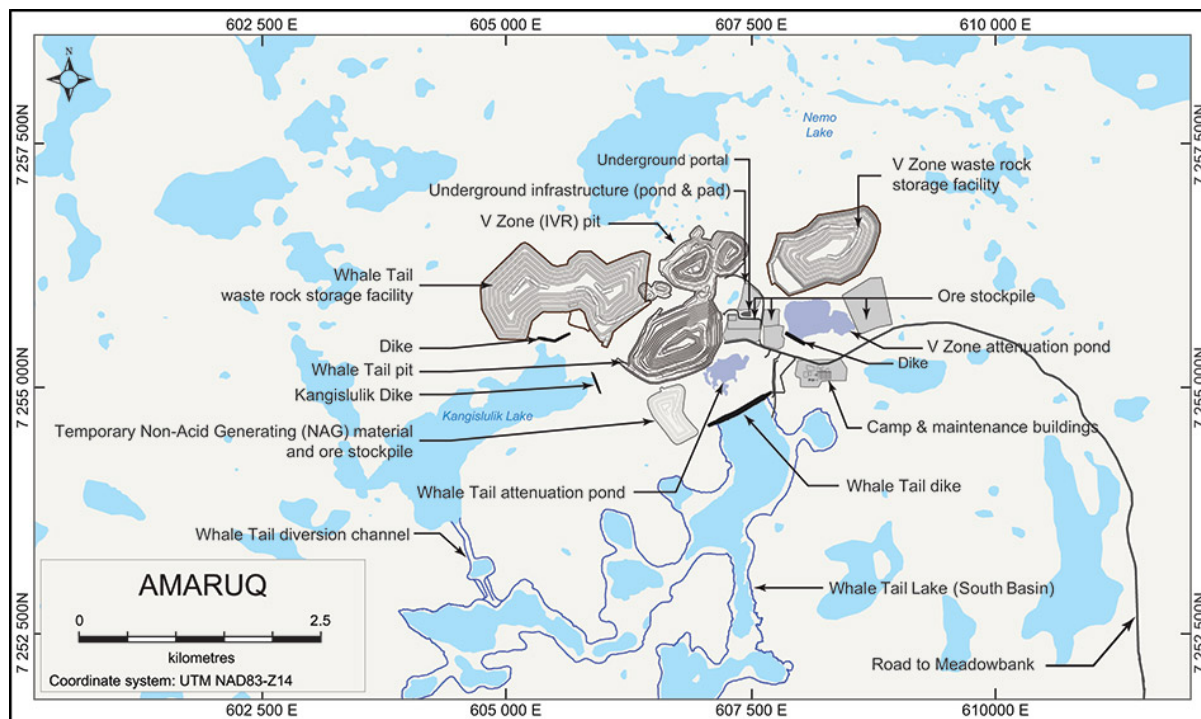 602 500 E
605 000 E
607 500 E
610 000 E
N
7 257 500N
7 257 500N
Nemo
Lake
Underground portal
V Zone waste rock
storage facility
Underground infrastructure (pond & pad)
V Zone (IVR) pit
Whale Tail
waste rock storage facility
Ore stockpile
Dike
V Zone attenuation pond
Whale Tail pit
Dike
7 255 000N
7 255 000N
Kangislulik Dike
Kangislulik Lake
Temporary Non-Acid Generating (NAG) material
and ore stockpile
Camp & maintenance buildings
Whale Tail attenuation pond
Whale Tail dike
Whale Tail diversion channel
AMARUQ
Whale Tail Lake (South Basin)
0
2.5
7 252 500N
7 252 500N
kilometres
Road to Meadowbank
Coordinate system: UTM NAD83-Z14
602 500 E
605 000 E
607 500 E
610 000 E